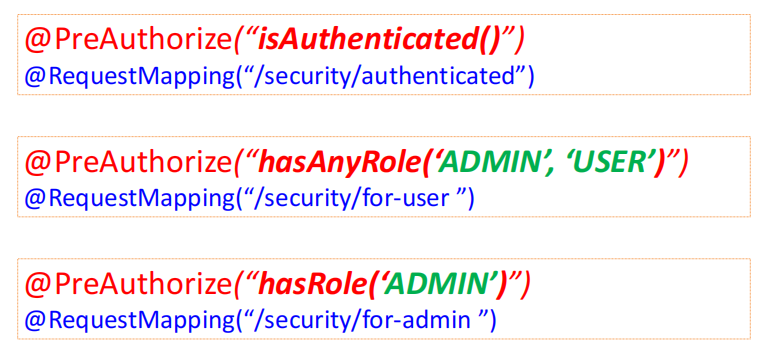 @PreAuthorize(“isAuthenticated()”)
@RequestMapping(“/security/authenticated”)
@PreAuthorize(“hasAnyRole(‘ADMIN’, ‘USER’)”)
@RequestMapping(“/security/for-user ”)
@PreAuthorize(“hasRole(‘ADMIN’)”)
@RequestMapping(“/security/for-admin ”)